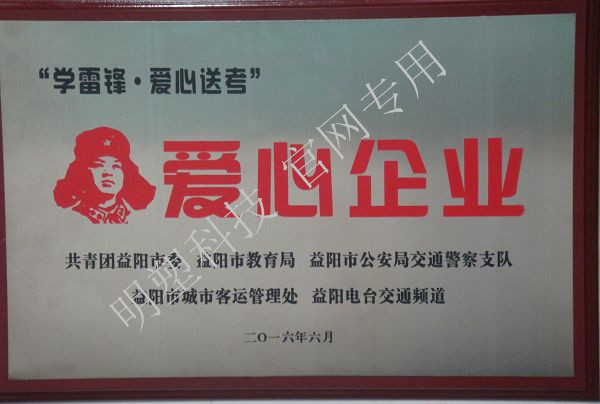 “学雷锋·爱心送考”
爱心企业
共青团益阳市委 益阳市教育局 益阳市公安局交通警察支队
益阳市城市客运管理处 益阳电台交通频道
二〇一六年六月
明塑科技 官网专用